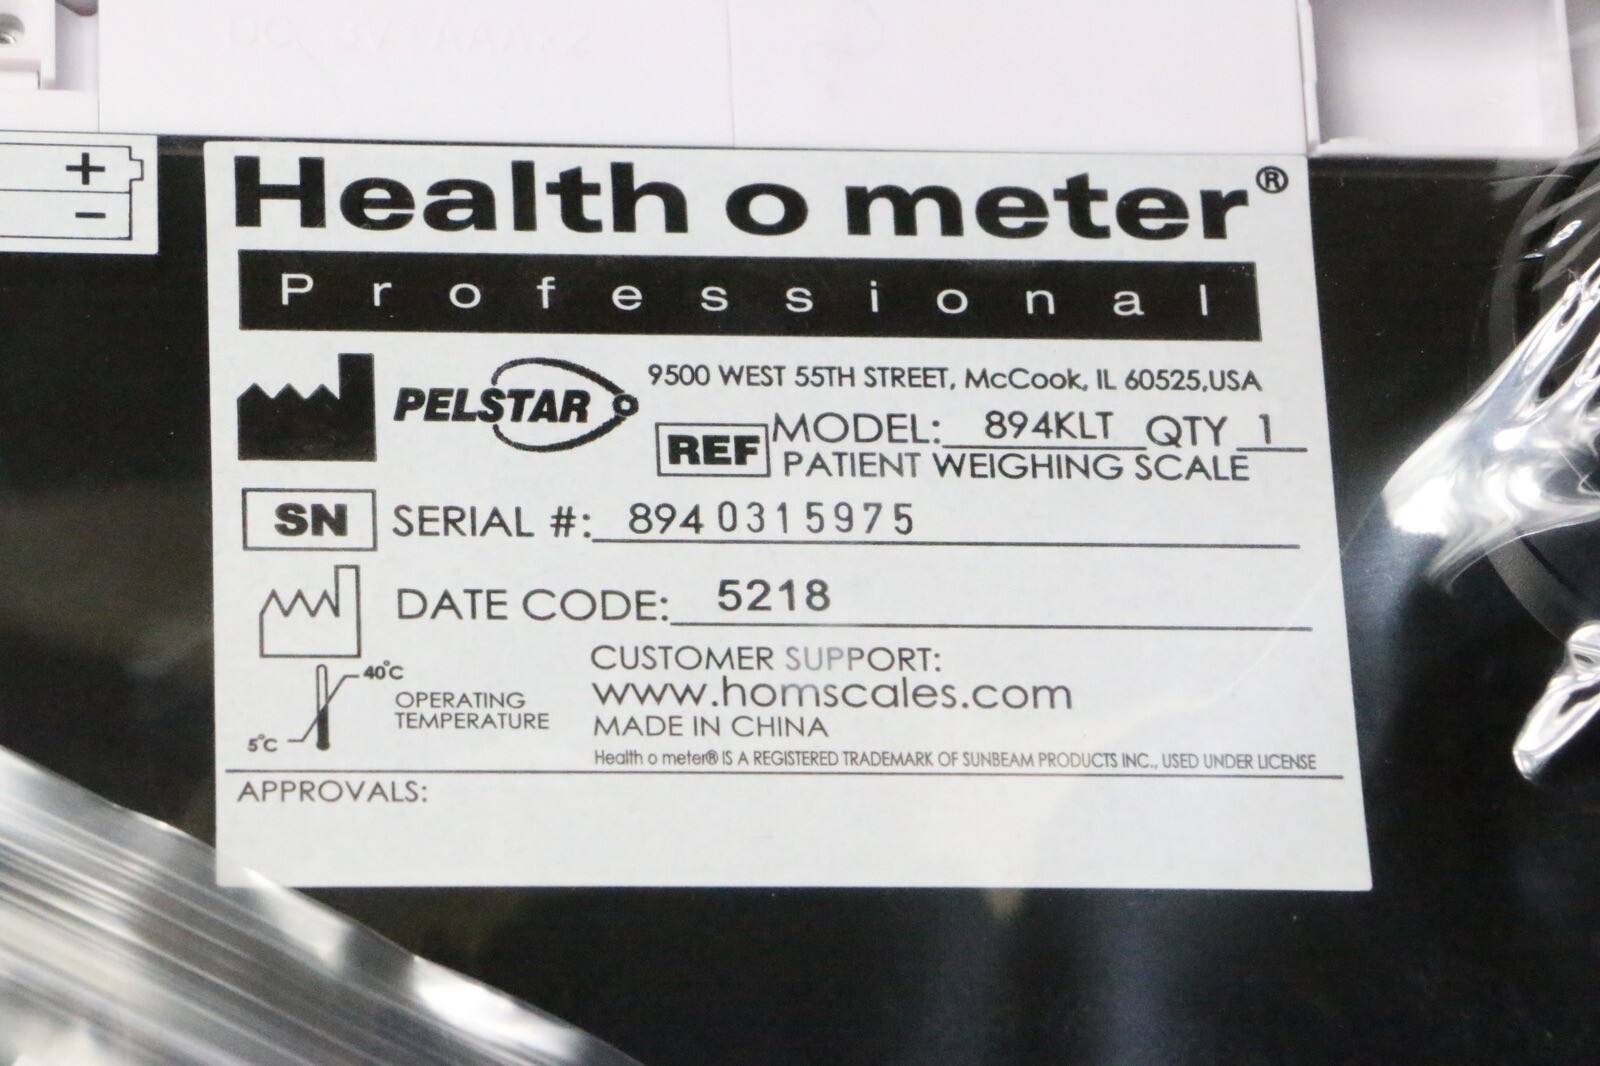 +
−
Health o meter®
Professional
PELSTAR
9500 WEST 55TH STREET, McCook, IL 60525,USA
REF MODEL: 894KLT QTY 1
PATIENT WEIGHING SCALE
SN SERIAL #: 8940315975
DATE CODE: 5218
40°C
5°C
OPERATING
TEMPERATURE
CUSTOMER SUPPORT:
www.homscales.com
MADE IN CHINA
Health o meter® IS A REGISTERED TRADEMARK OF SUNBEAM PRODUCTS INC., USED UNDER LICENSE
APPROVALS: